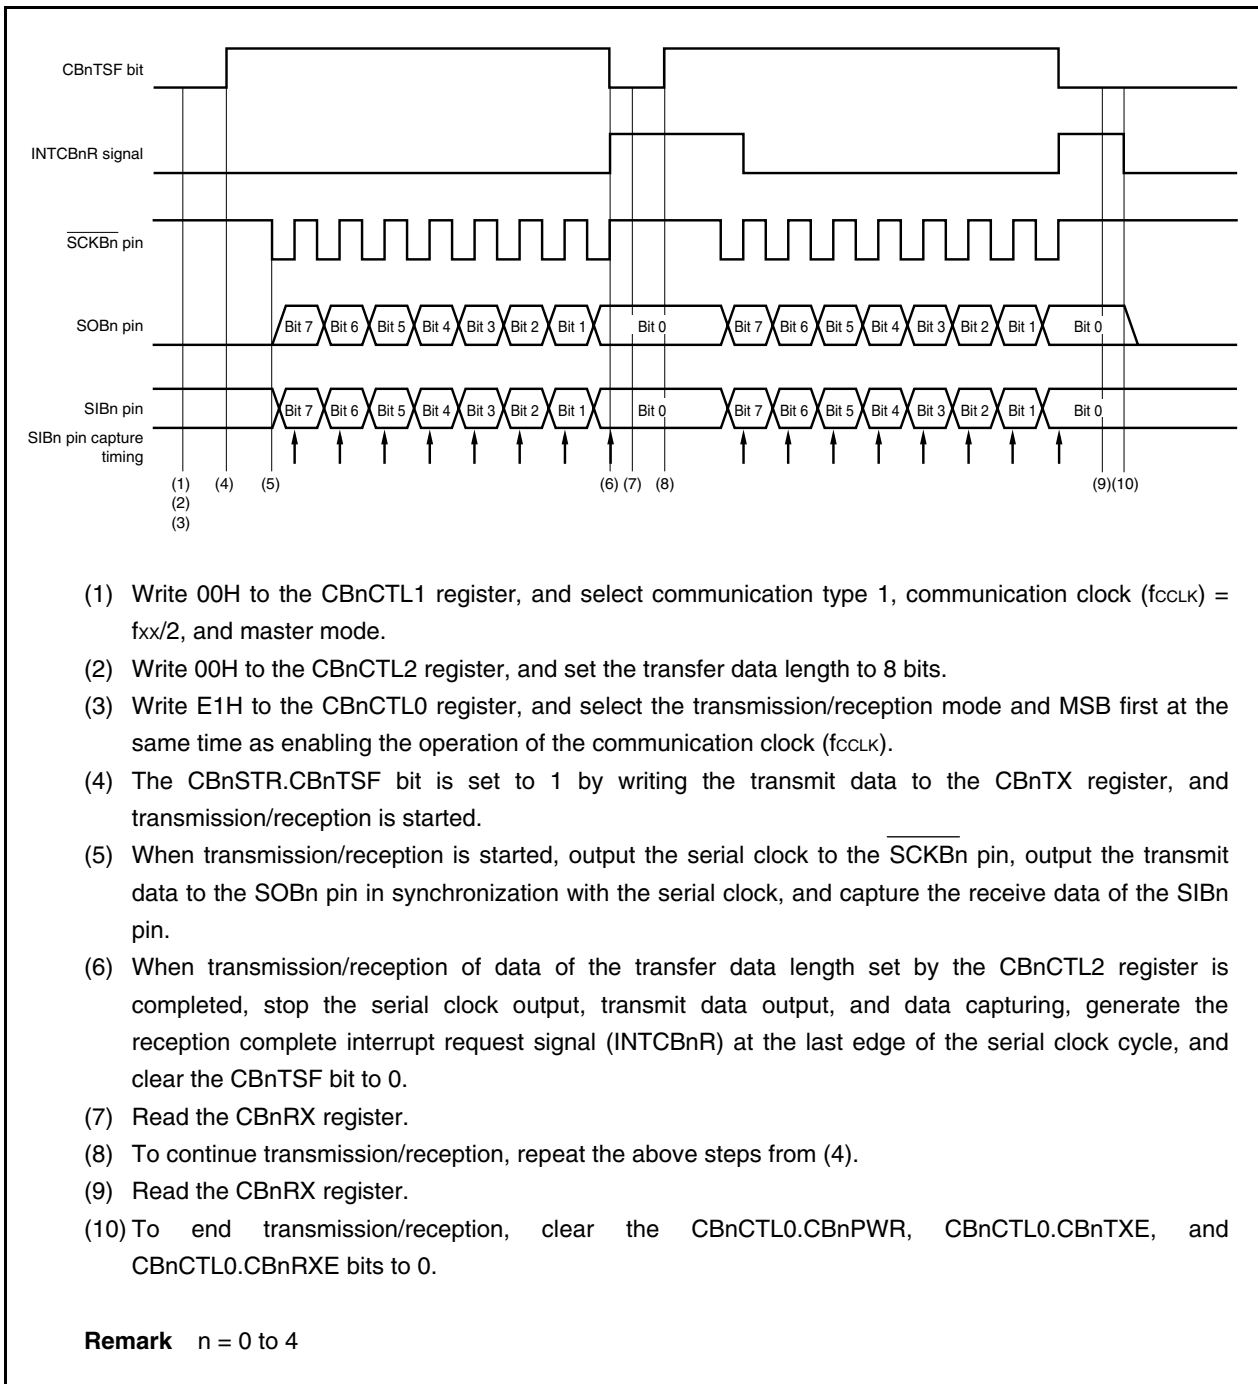 CBnTSF bit
INTCBnR signal
SCKBn pin
SOBn pin
Bit 7 Bit 6 Bit 5 Bit 4 Bit 3 Bit 2 Bit 1 Bit 0 Bit 7 Bit 6 Bit 5 Bit 4 Bit 3 Bit 2 Bit 1 Bit 0
SIBn pin
Bit 7 Bit 6 Bit 5 Bit 4 Bit 3 Bit 2 Bit 1 Bit 0 Bit 7 Bit 6 Bit 5 Bit 4 Bit 3 Bit 2 Bit 1 Bit 0
SIBn pin capture
timing
(1) (4) (5) (6) (7) (8) (9) (10)
(2)
(3)
(1) Write 00H to the CBnCTL1 register, and select communication type 1, communication clock (fCCLK) =
fXX/2, and master mode.
(2) Write 00H to the CBnCTL2 register, and set the transfer data length to 8 bits.
(3) Write E1H to the CBnCTL0 register, and select the transmission/reception mode and MSB first at the
same time as enabling the operation of the communication clock (fCCLK).
(4) The CBnSTR.CBnTSF bit is set to 1 by writing the transmit data to the CBnTX register, and
transmission/reception is started.
(5) When transmission/reception is started, output the serial clock to the SCKBn pin, output the transmit
data to the SOBn pin in synchronization with the serial clock, and capture the receive data of the SIBn
pin.
(6) When transmission/reception of data of the transfer data length set by the CBnCTL2 register is
completed, stop the serial clock output, transmit data output, and data capturing, generate the
reception complete interrupt request signal (INTCBnR) at the last edge of the serial clock cycle, and
clear the CBnTSF bit to 0.
(7) Read the CBnRX register.
(8) To continue transmission/reception, repeat the above steps from (4).
(9) Read the CBnRX register.
(10) To end transmission/reception, clear the CBnCTL0.CBnPWR, CBnCTL0.CBnTXE, and
CBnCTL0.CBnRXE bits to 0.
Remark n = 0 to 4